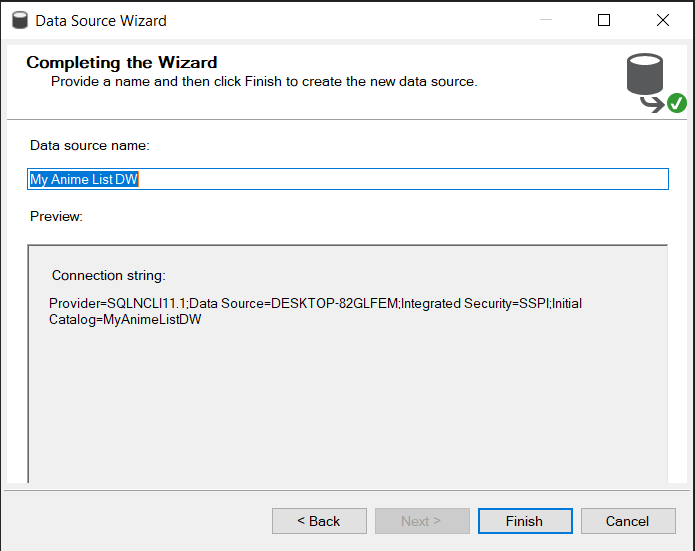 Data Source Wizard
Completing the Wizard
Provide a name and then click Finish to create the new data source.
Data source name:
My Anime List DW
Preview:
Connection string:
Provider=SQLNCLI11.1;Data Source=DESKTOP-82GLFEM;Integrated Security=SSPI;Initial
Catalog=MyAnimeListDW
< Back
Next >
Finish
Cancel